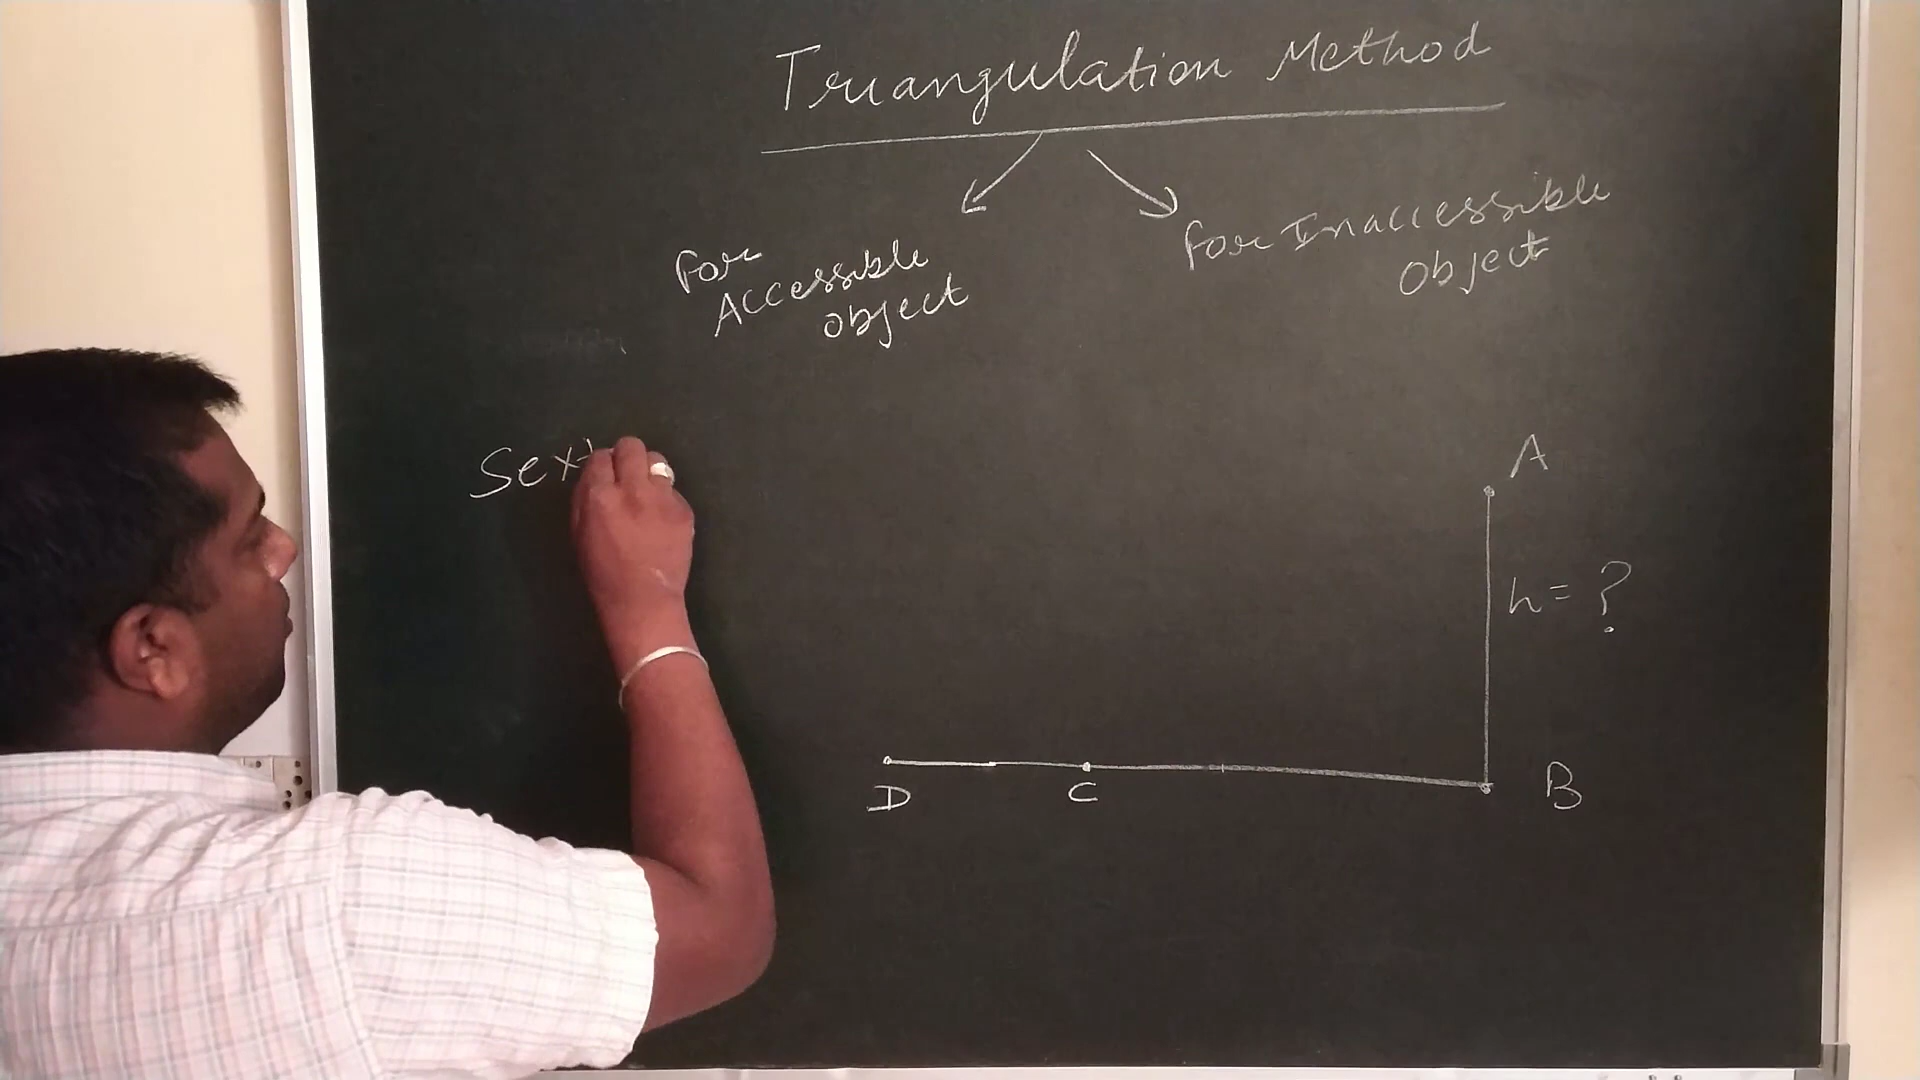 Triangulation Method
For
Accessible
Object
For Inaccessible
Object
Sext
A
h = ?
D
C
B